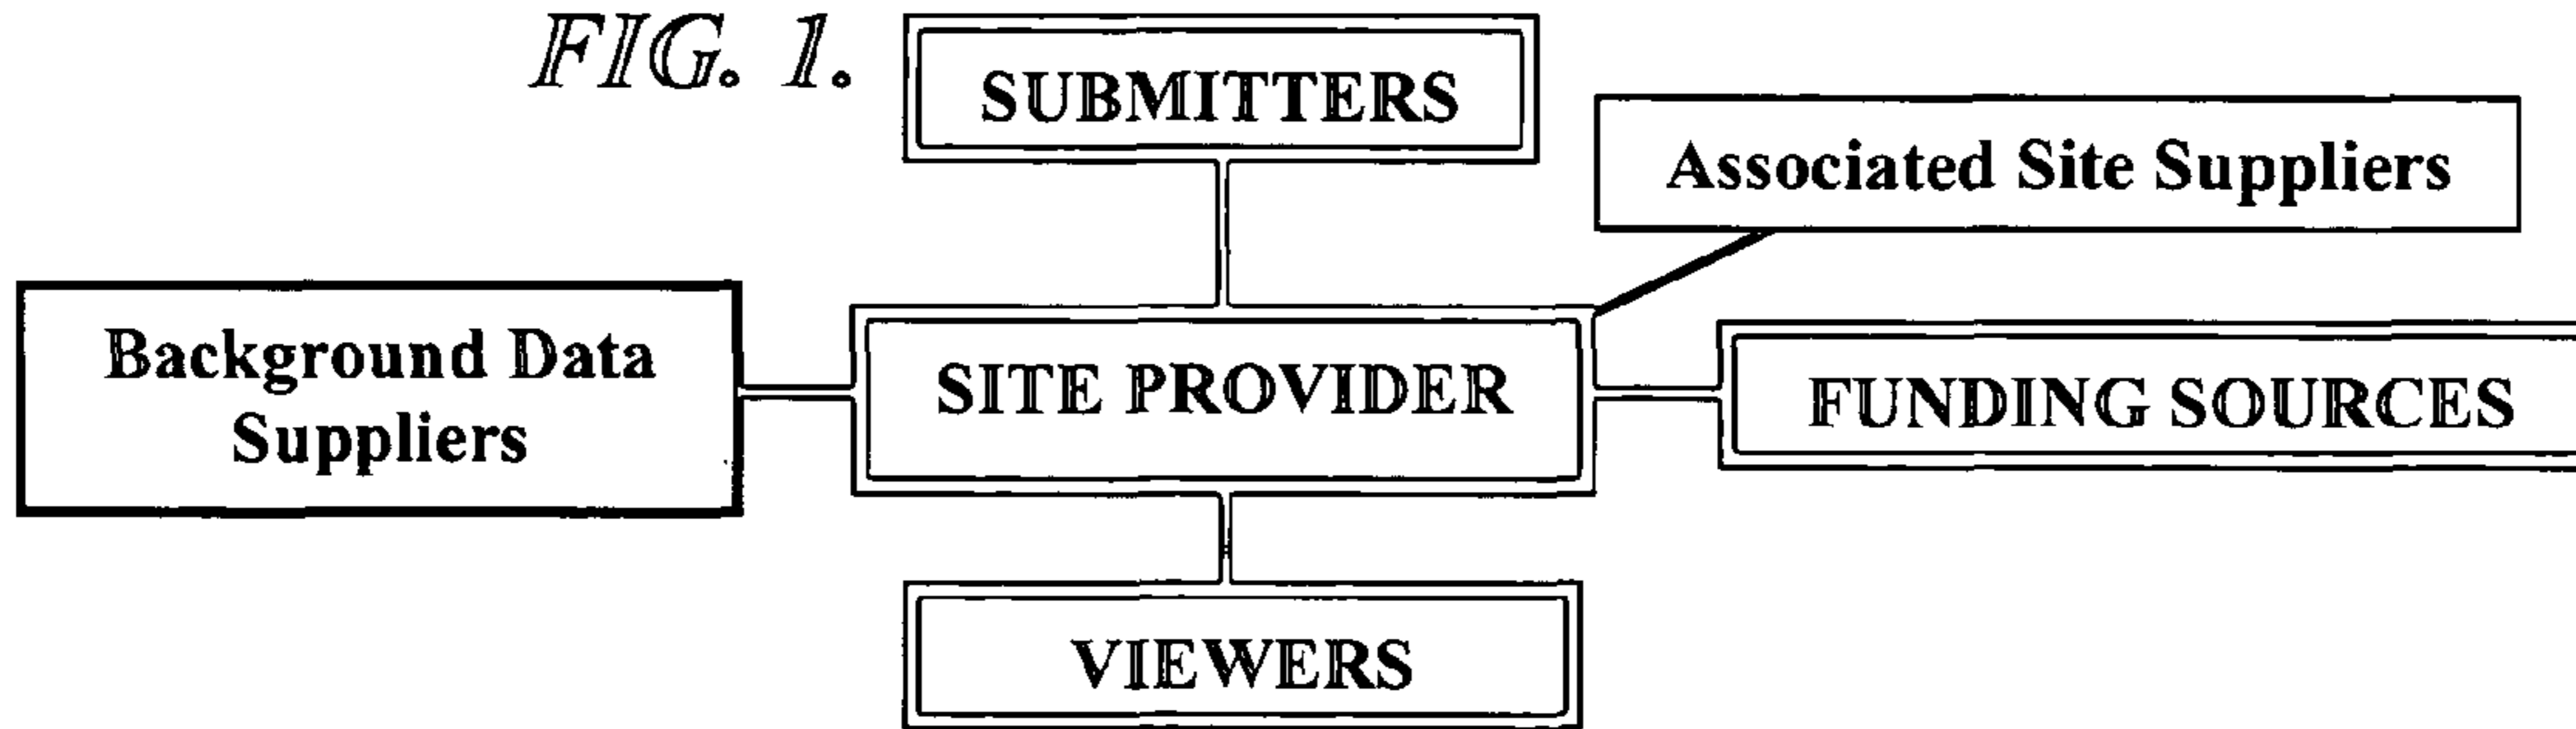 FIG. 1.
SUBMITTERS
Associated Site Suppliers
Background Data
Suppliers
SITE PROVIDER
FUNDING SOURCES
VIEWERS